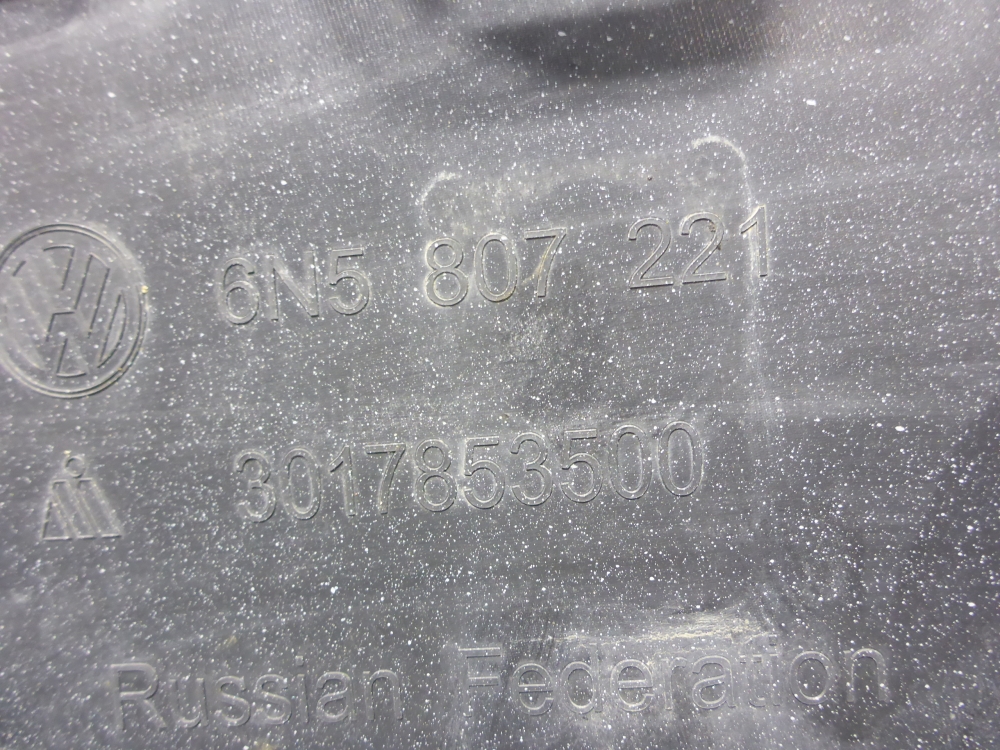 6N5 807 221
3017853500
Russian Federation